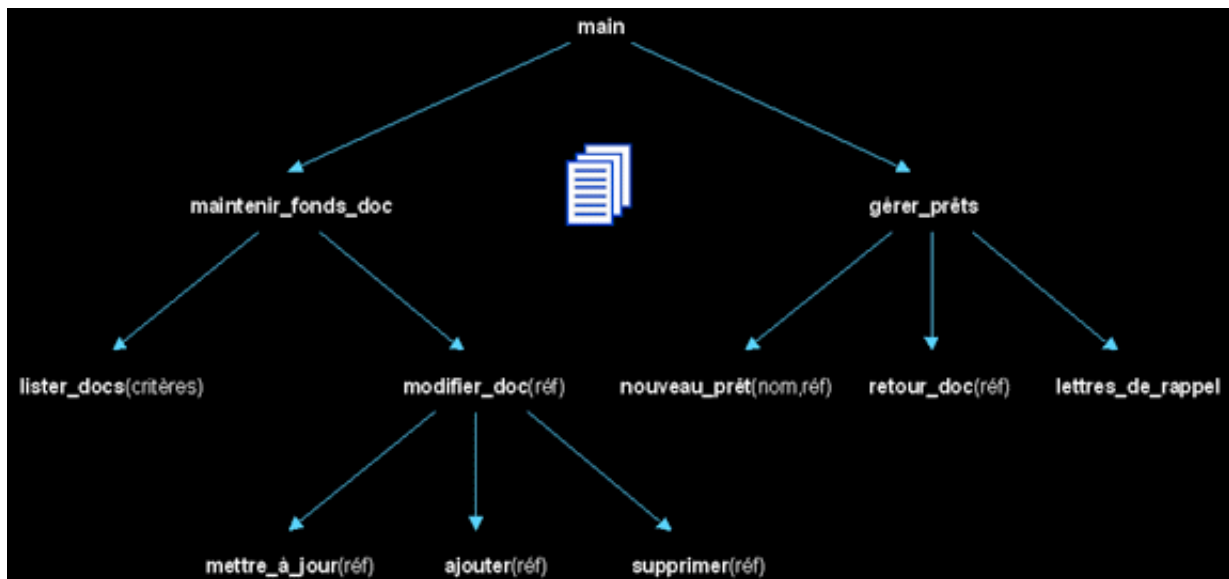 main
maintenir_fonds_doc
gérer_prêts
lister_docs(critères)
modifier_doc(réf)
nouveau_prêt(nom,réf)
retour_doc(réf)
lettres_de_rappel
mettre_à_jour(réf)
ajouter(réf)
supprimer(réf)